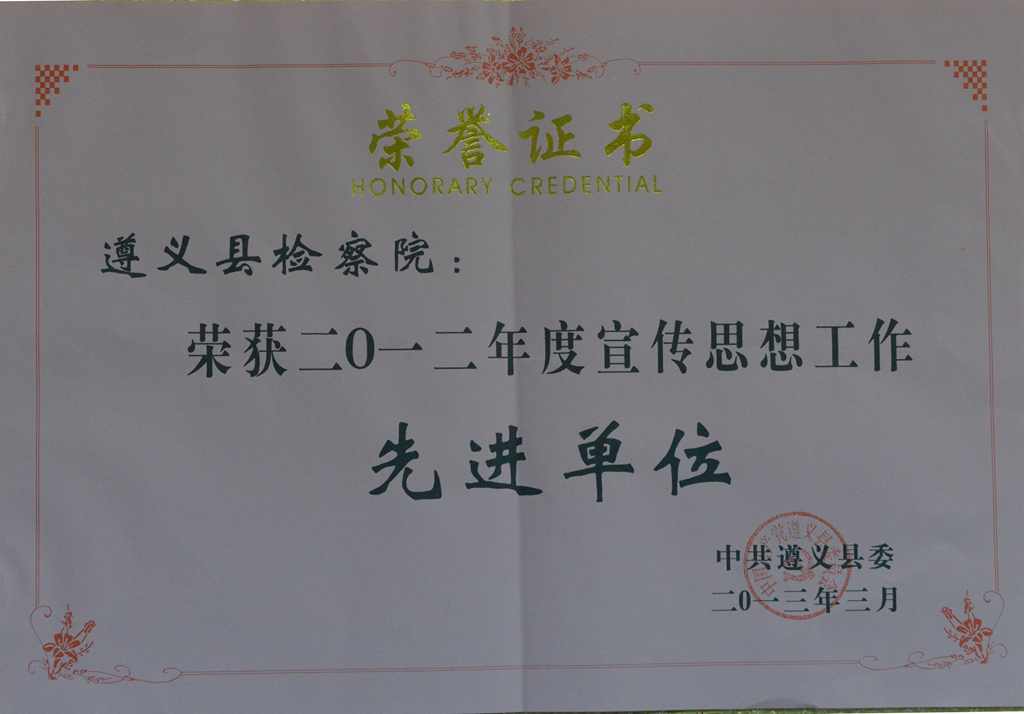 荣誉证书
HONORARY CREDENTIAL
遵义县检察院：
荣获二0一二年度宣传思想工作
先进单位
中共遵义县委
二0一三年三月